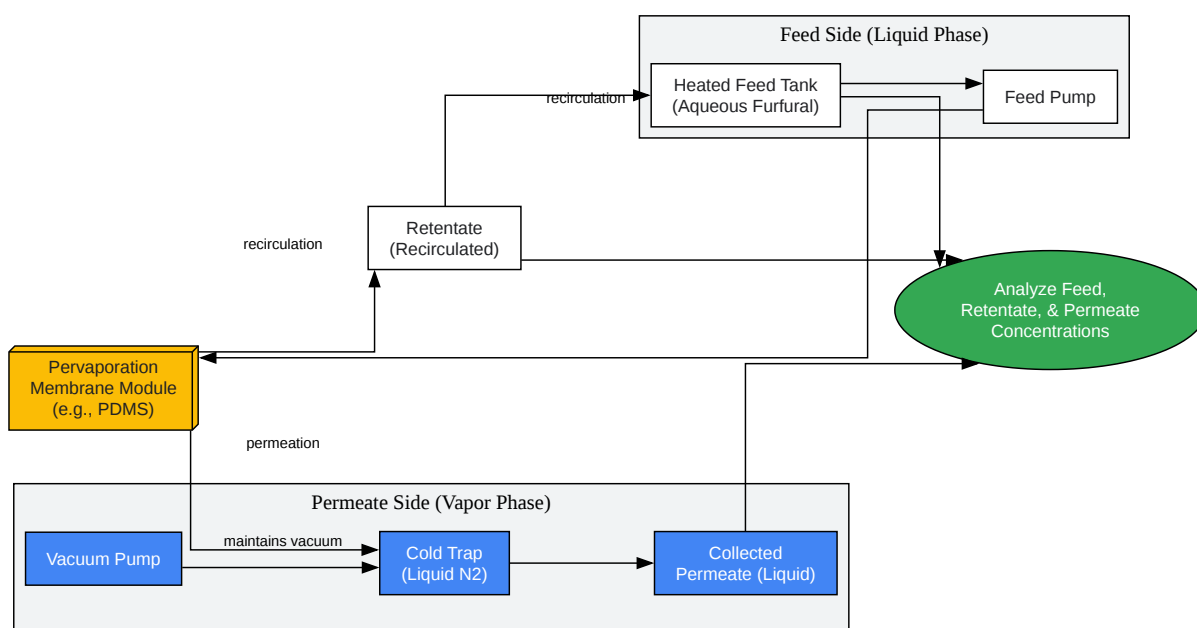 Feed Side (Liquid Phase)
Heated Feed Tank
(Aqueous Furfural)
Feed Pump
recirculation
Retentate
(Recirculated)
recirculation
Analyze Feed,
Retentate, & Permeate
Concentrations
Pervaporation
Membrane Module
(e.g., PDMS)
permeation
Permeate Side (Vapor Phase)
Vacuum Pump
maintains vacuum
Cold Trap
(Liquid N2)
Collected
Permeate (Liquid)